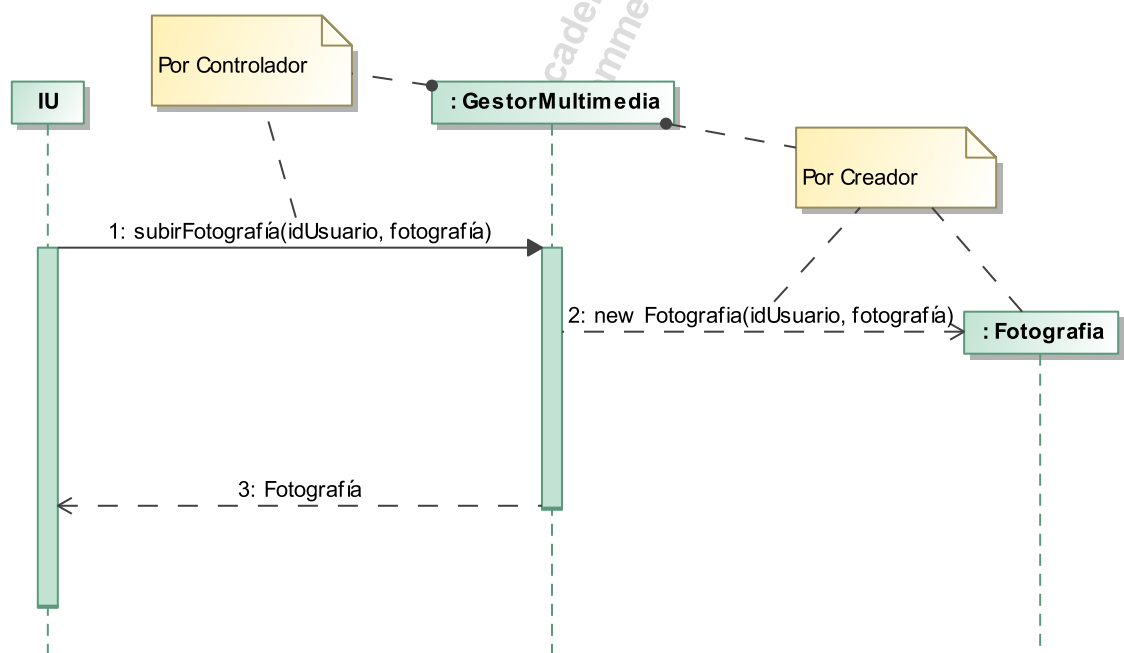 Por Controlador
IU
: GestorMultimedia
Por Creador
1: subirFotografía(idUsuario, fotografía)
2: new Fotografia(idUsuario, fotografía)
: Fotografia
3: Fotografía